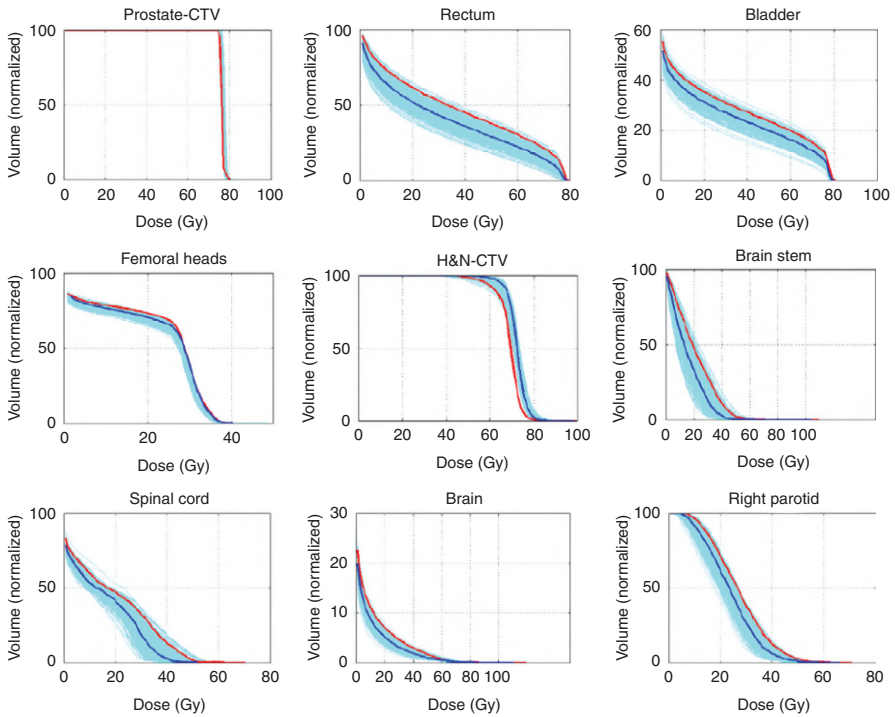 Prostate-CTV
Rectum
Bladder
Volume (normalized)
100
50
0
0 20 40 60 80 100
Dose (Gy)
Volume (normalized)
100
50
0
0 20 40 60 80
Dose (Gy)
Volume (normalized)
60
40
20
0
0 20 40 60 80 100
Dose (Gy)
Femoral heads
H&N-CTV
Brain stem
Volume (normalized)
100
50
0
0 20 40
Dose (Gy)
Volume (normalized)
100
50
0
0 20 40 60 80 100
Dose (Gy)
Volume (normalized)
100
50
0
0 20 40 60 80 100
Dose (Gy)
Spinal cord
Brain
Right parotid
Volume (normalized)
100
50
0
0 20 40 60 80
Dose (Gy)
Volume (normalized)
30
20
10
0
0 20 40 60 80 100
Dose (Gy)
Volume (normalized)
100
50
0
0 20 40 60 80
Dose (Gy)